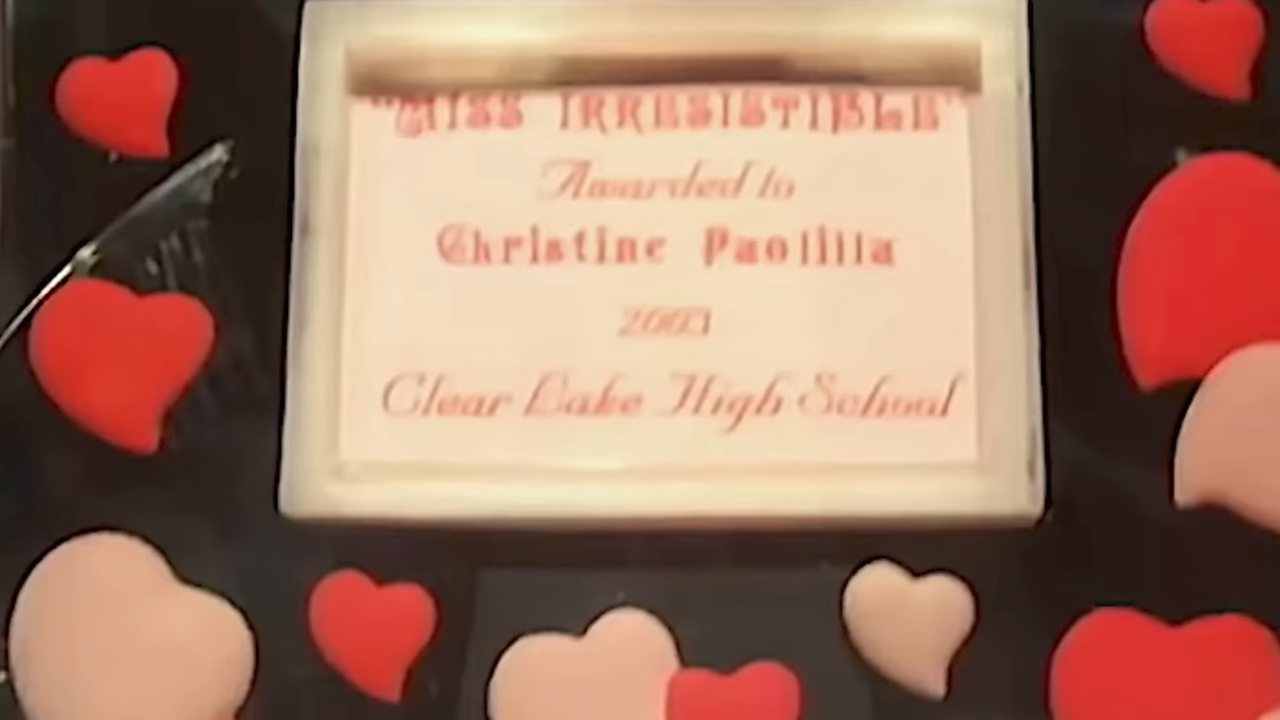 "MISS IRRESISTIBLE"
Awarded to
Christine Paolilla
2003
Clear Lake High School